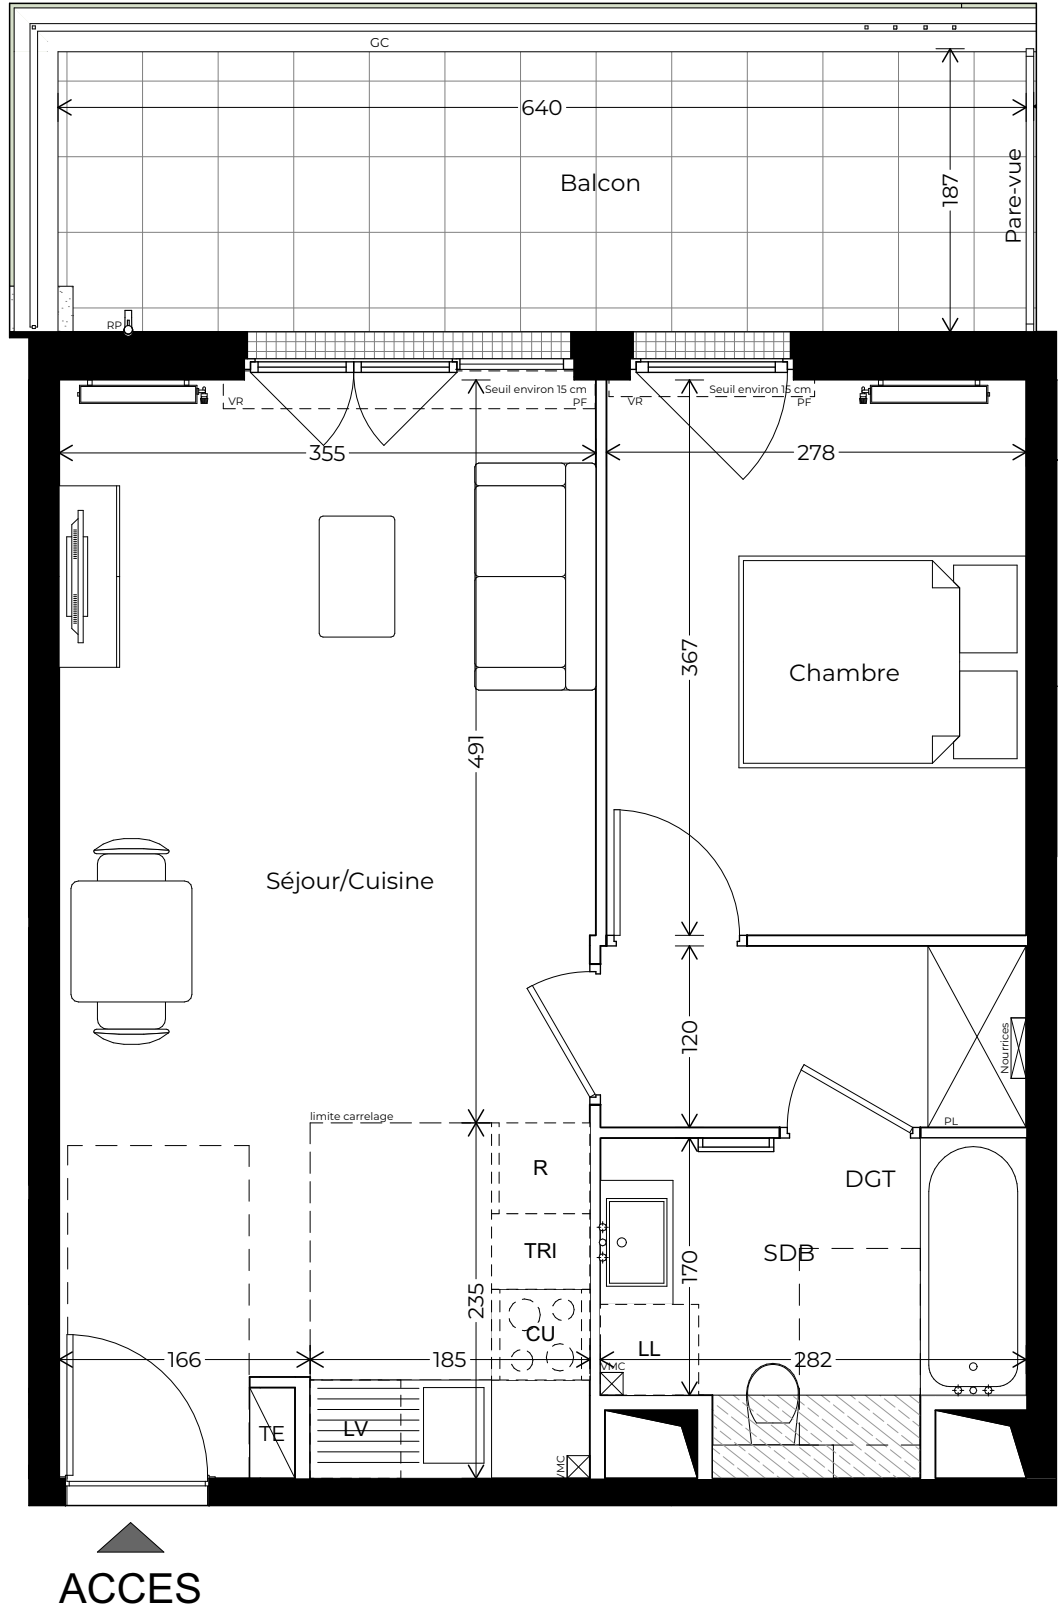 GC
640
Balcon
187
Pare-vue
RP
VR
Seuil environ 15 cm
PF
VR
Seuil environ 15 cm
PF
355
278
367
Chambre
491
Séjour/Cuisine
120
Nourrices
limite carrelage
PL
R
DGT
TRI
SDB
170
235
CU
LL
166
185
282
VMC
TE
LV
VMC
ACCES